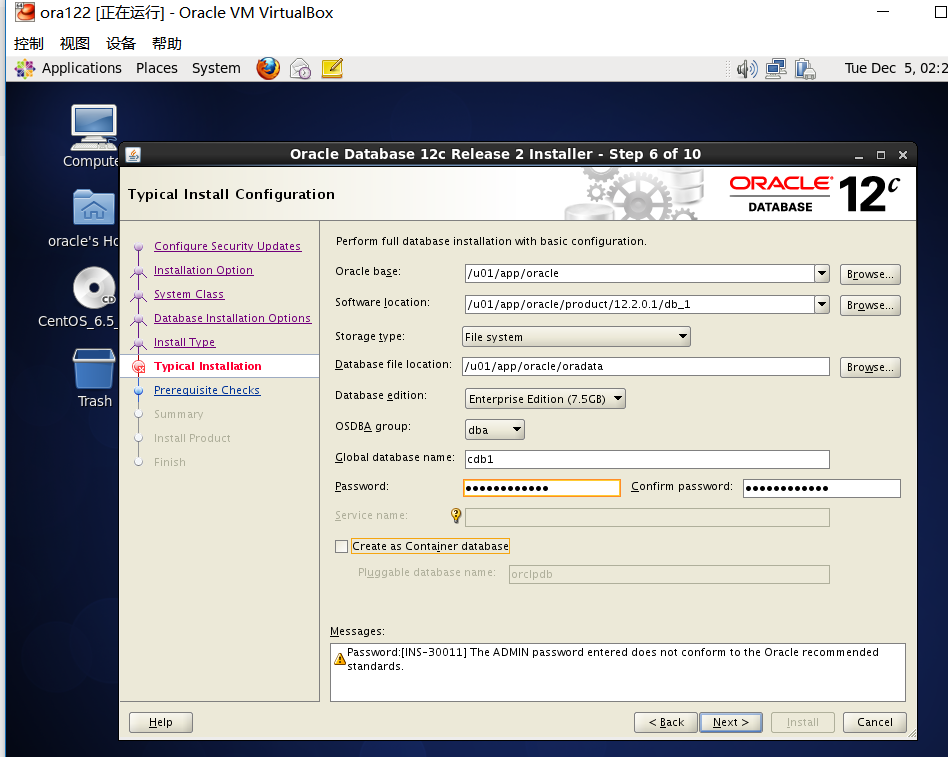 ora122 [正在运行] - Oracle VM VirtualBox
控制 视图 设备 帮助
Applications Places System Tue Dec 5, 02:2
Compute
oracle's Ho
CD
CentOS_6.5_
Trash
Oracle Database 12c Release 2 Installer - Step 6 of 10
Typical Install Configuration
ORACLE® DATABASE 12c
Configure Security Updates
Installation Option
System Class
Database Installation Options
Install Type
Typical Installation
Prerequisite Checks
Summary
Install Product
Finish
Perform full database installation with basic configuration.
Oracle base: /u01/app/oracle Browse...
Software location: /u01/app/oracle/product/12.2.0.1/db_1 Browse...
Storage type: File system
Database file location: /u01/app/oracle/oradata Browse...
Database edition: Enterprise Edition (7.5GB)
OSDBA group: dba
Global database name: cdb1
Password: ●●●●●●●●●●●● Confirm password: ●●●●●●●●●●●●
Service name:
Create as Container database
Pluggable database name: orclpdb
Messages:
Password:[INS-30011] The ADMIN password entered does not conform to the Oracle recommended
standards.
Help < Back Next > Install Cancel